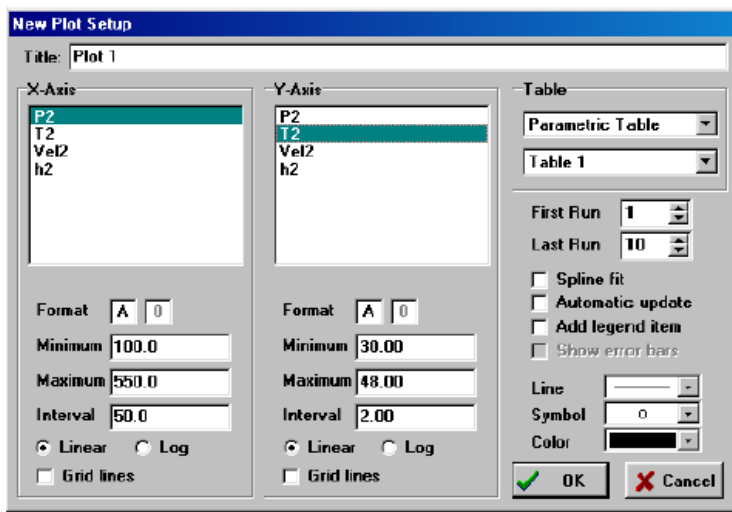 New Plot Setup
Title: Plot 1
X-Axis
P2
T2
Vel2
h2
Format A 0
Minimum 100.0
Maximum 550.0
Interval 50.0
Linear Log
Grid lines
Y-Axis
P2
T2
Vel2
h2
Format A 0
Minimum 30.00
Maximum 48.00
Interval 2.00
Linear Log
Grid lines
Table
Parametric Table
Table 1
First Run 1
Last Run 10
Spline fit
Automatic update
Add legend item
Show error bars
Line
Symbol
Color
OK Cancel